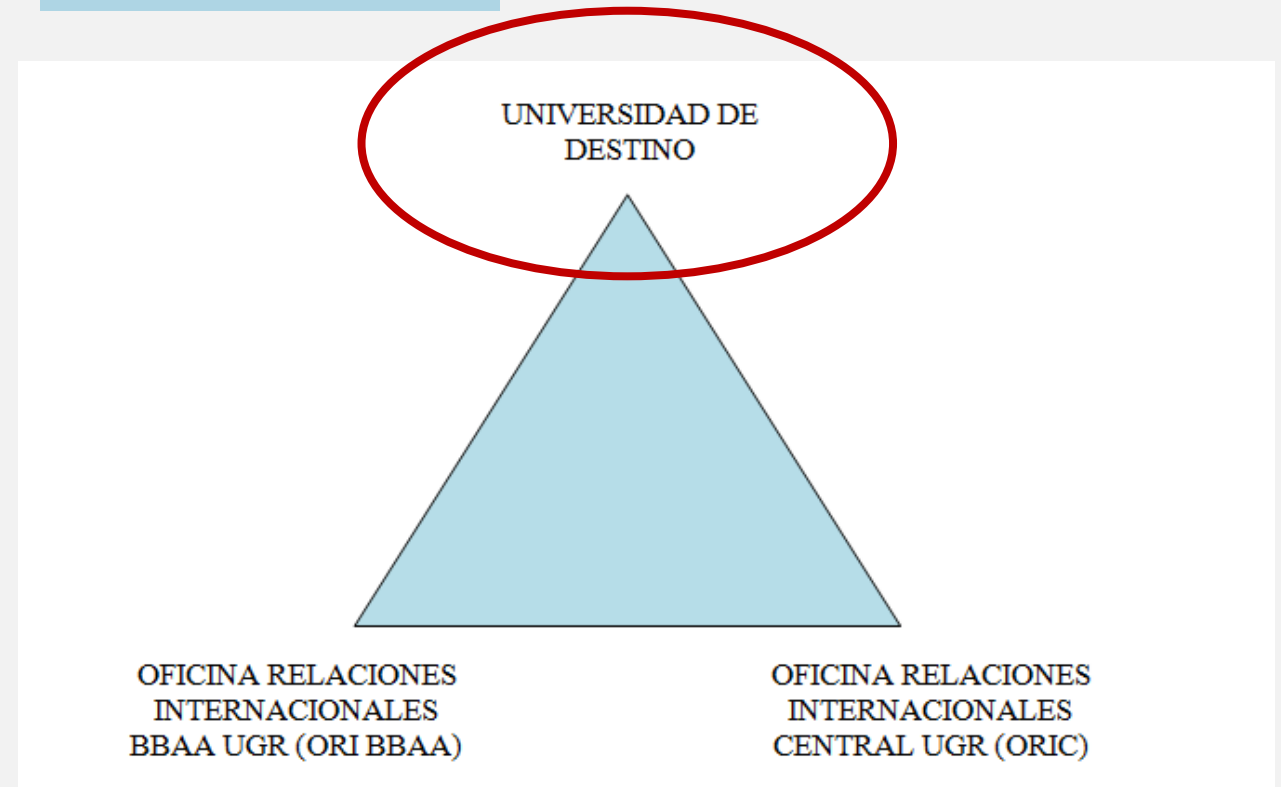 UNIVERSIDAD DE
DESTINO
OFICINA RELACIONES
INTERNACIONALES
BBAA UGR (ORI BBAA)
OFICINA RELACIONES
INTERNACIONALES
CENTRAL UGR (ORIC)